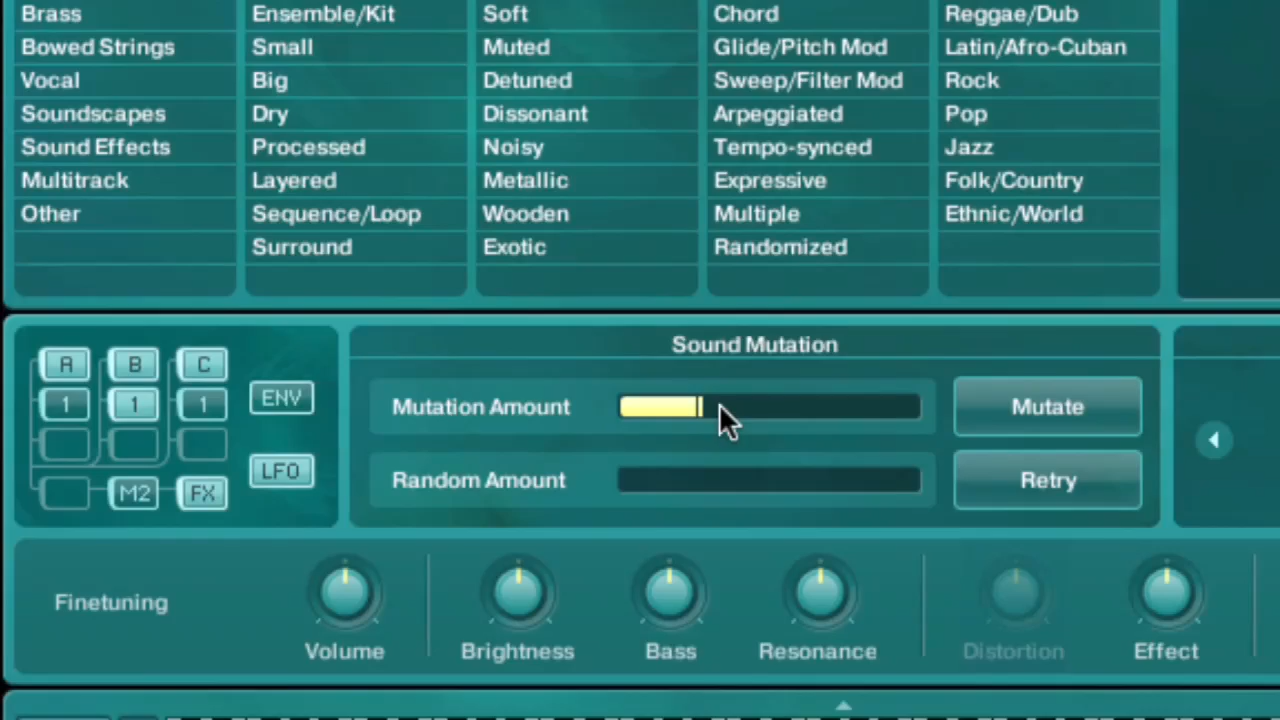 Brass Ensemble/Kit Soft Chord Reggae/Dub
Bowed Strings Small Muted Glide/Pitch Mod Latin/Afro-Cuban
Vocal Big Detuned Sweep/Filter Mod Rock
Soundscapes Dry Dissonant Arpeggiated Pop
Sound Effects Processed Noisy Tempo-synced Jazz
Multitrack Layered Metallic Expressive Folk/Country
Other Sequence/Loop Wooden Multiple Ethnic/World
Surround Exotic Randomized
Sound Mutation
A B C
1 1 1 ENV Mutation Amount Mutate
LFO Random Amount Retry
M2 FX
Finetuning
Volume Brightness Bass Resonance Distortion Effect